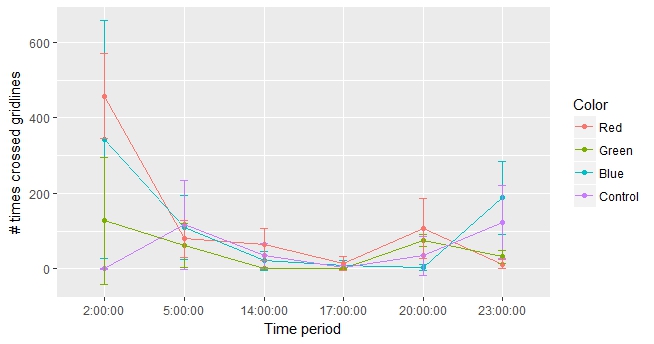 # times crossed gridlines
600
400
200
0
2:00:00 5:00:00 14:00:00 17:00:00 20:00:00 23:00:00
Time period
Color
Red
Green
Blue
Control